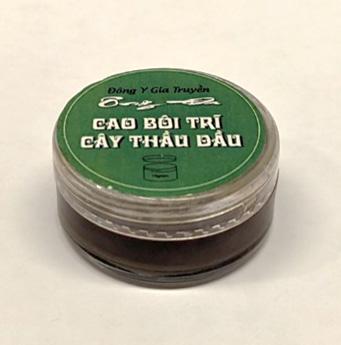 Đông Y Gia Truyền
CAO BÔI TRĨ
CÂY THẦU DẦU